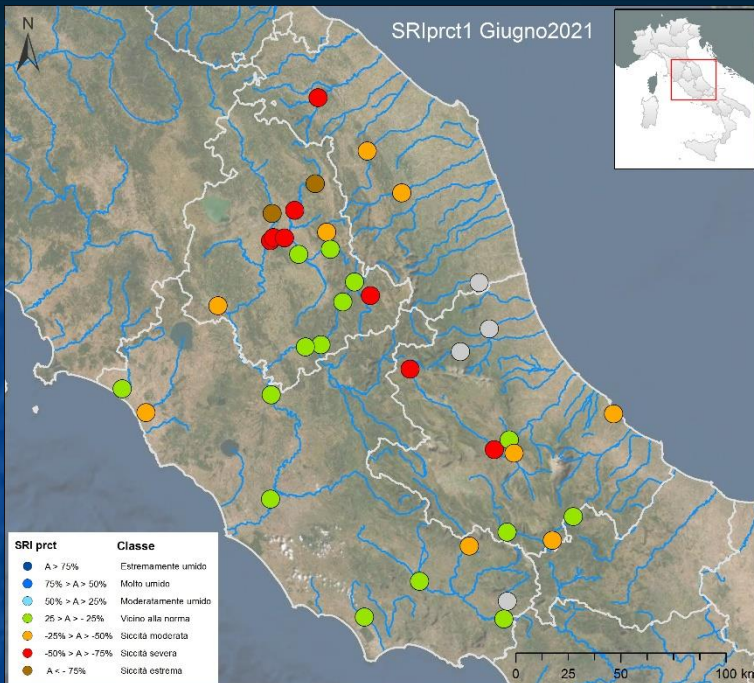 SRIprct1 Giugno2021
N
SRI prct Classe
A > 75% Estremamente umido
75% > A > 50% Molto umido
50% > A > 25% Moderatamente umido
25 > A > - 25% Vicino alla norma
-25% > A > -50% Siccità moderata
-50% > A > -75% Siccità severa
A < - 75% Siccità estrema
0 25 50 100 km